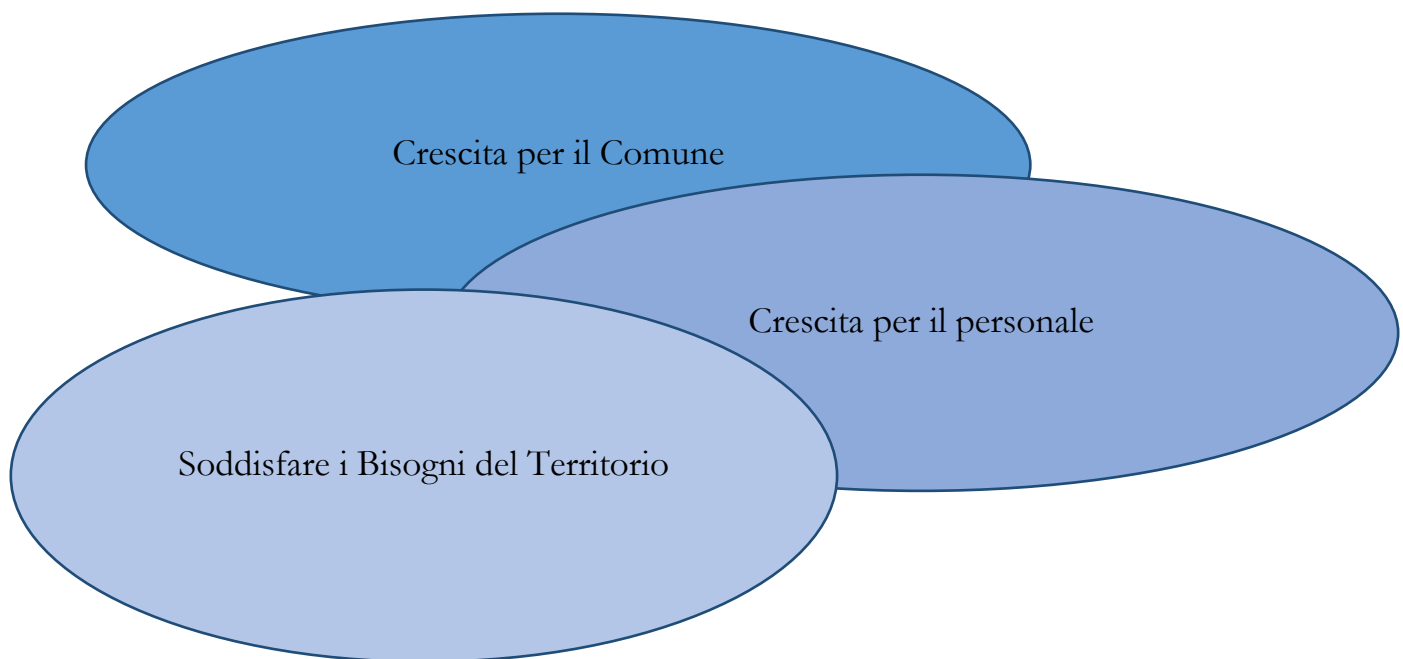 Crescita per il Comune
Crescita per il personale
Soddisfare i Bisogni del Territorio